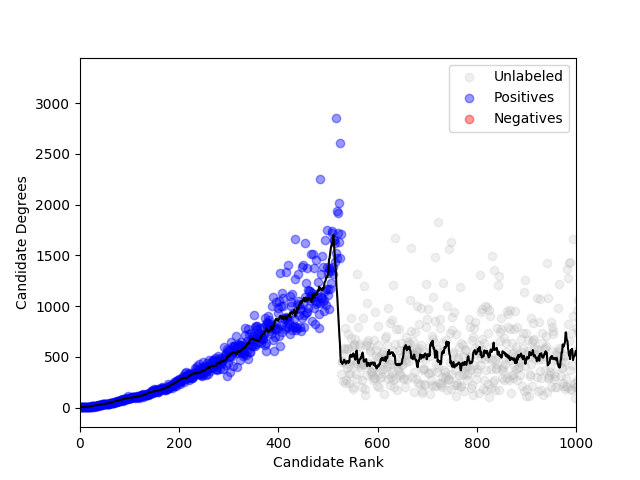 Unlabeled
Positives
Negatives
3000
2500
2000
1500
1000
500
0
Candidate Degrees
0 200 400 600 800 1000
Candidate Rank